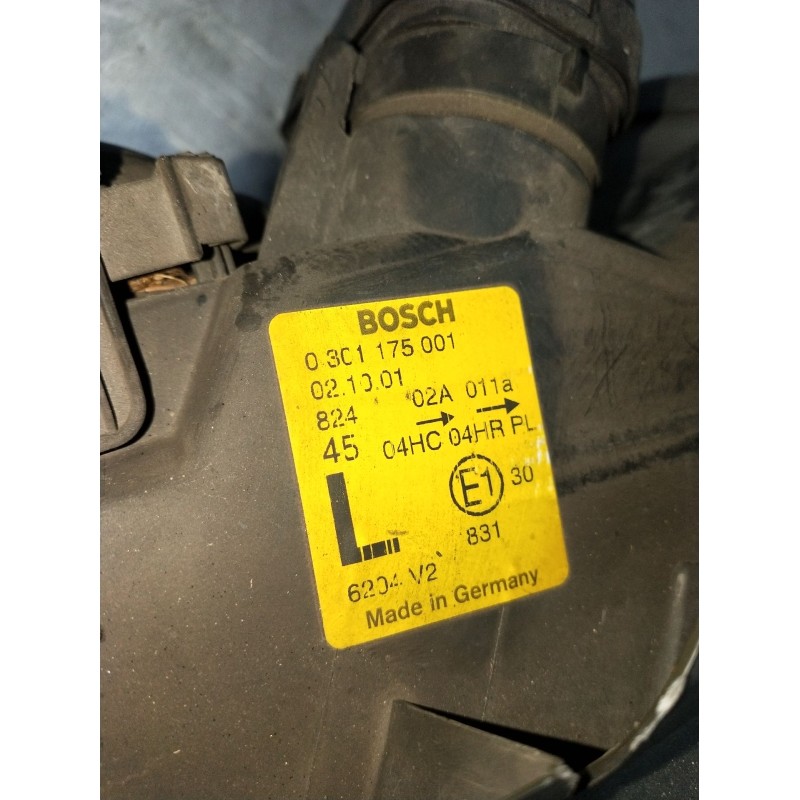 BOSCH
0 301 175 001
02.10.01
824 02A 011a
45 04HC 04HR PL
L E1 30
831
6204 V2
Made in Germany